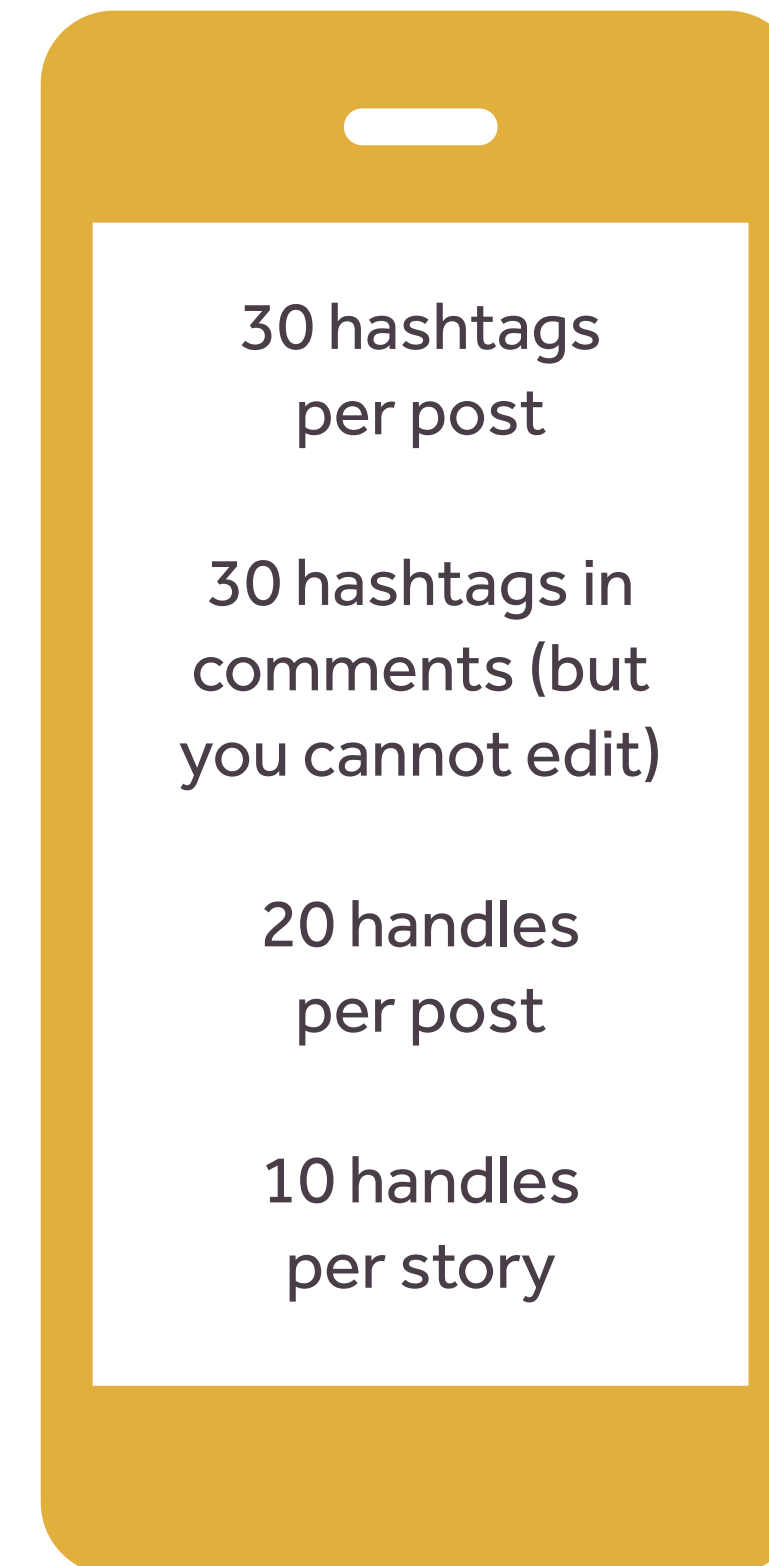 30 hashtags
per post
30 hashtags in
comments (but
you cannot edit)
20 handles
per post
10 handles
per story